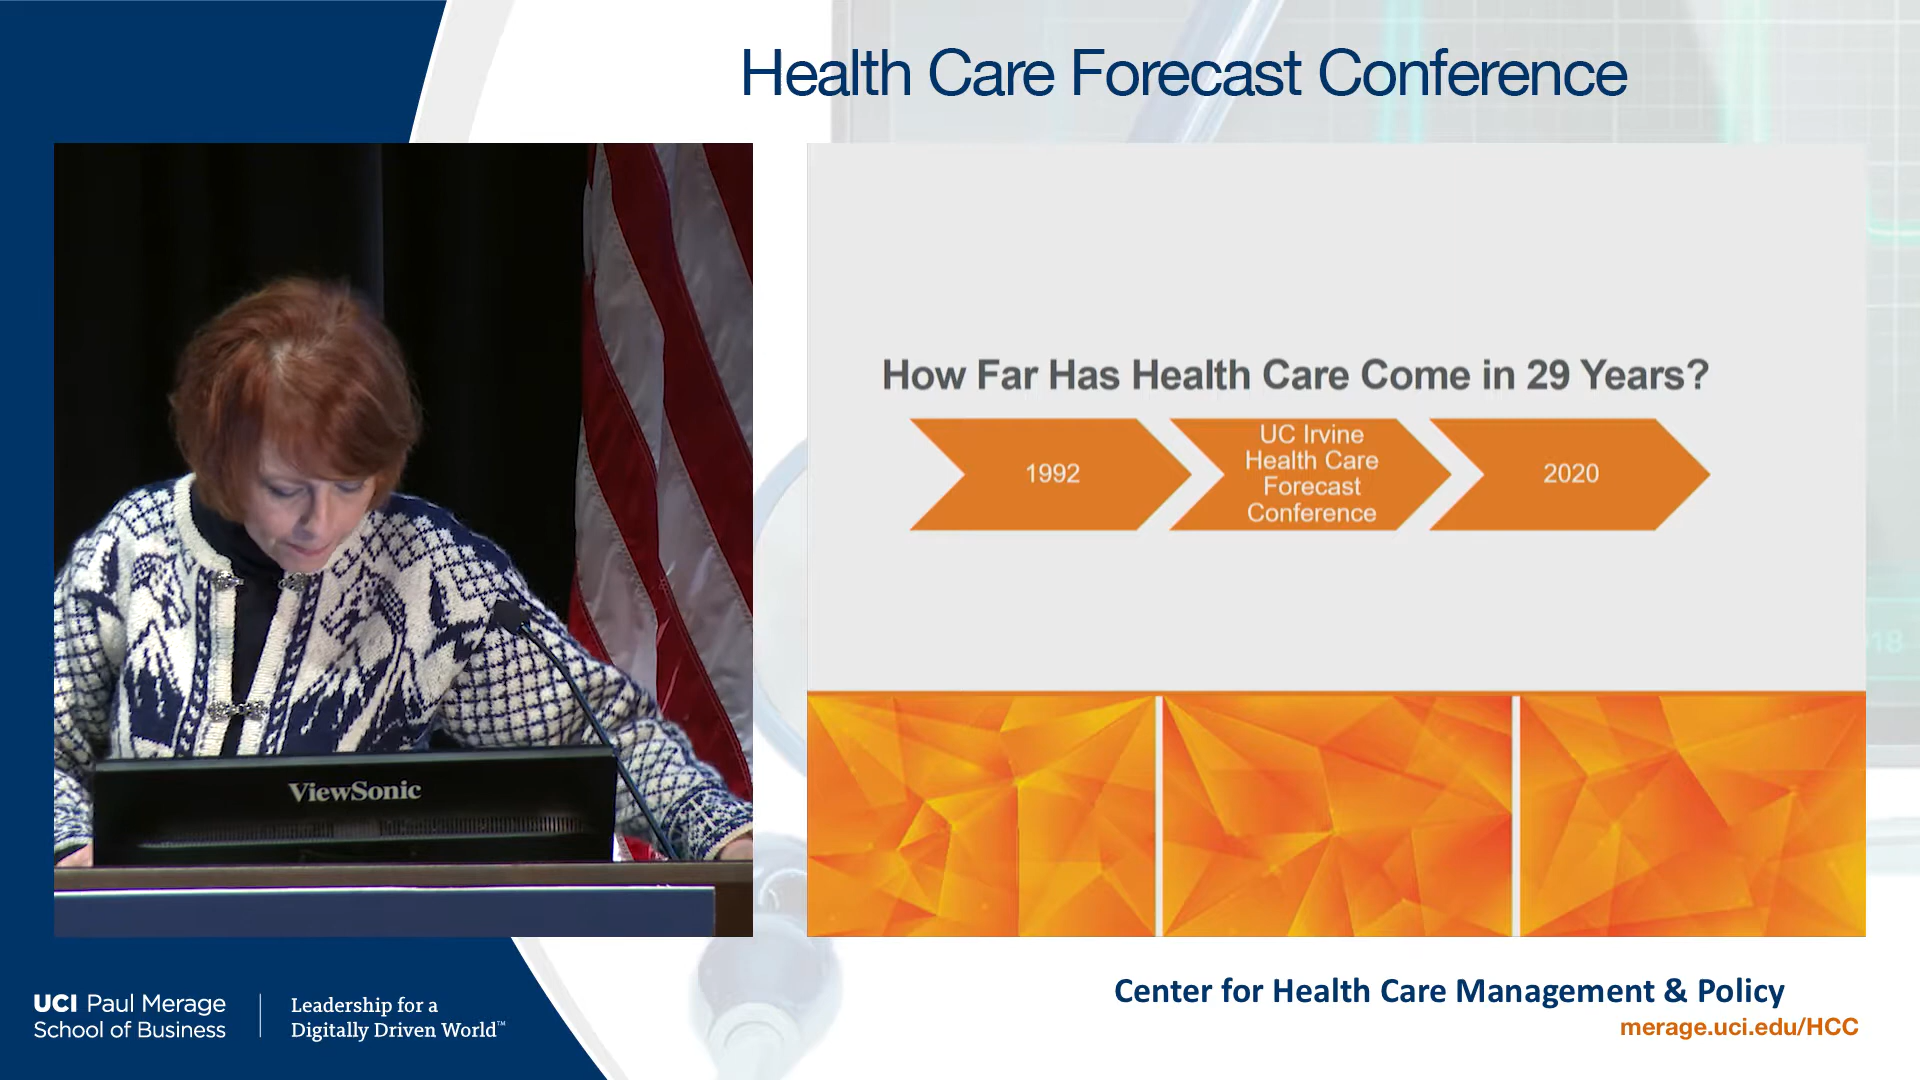 Health Care Forecast Conference
How Far Has Health Care Come in 29 Years?
1992
UC Irvine
Health Care
Forecast
Conference
2020
ViewSonic
18
UCI Paul Merage
School of Business
Leadership for a
Digitally Driven World™
Center for Health Care Management & Policy
merage.uci.edu/HCC